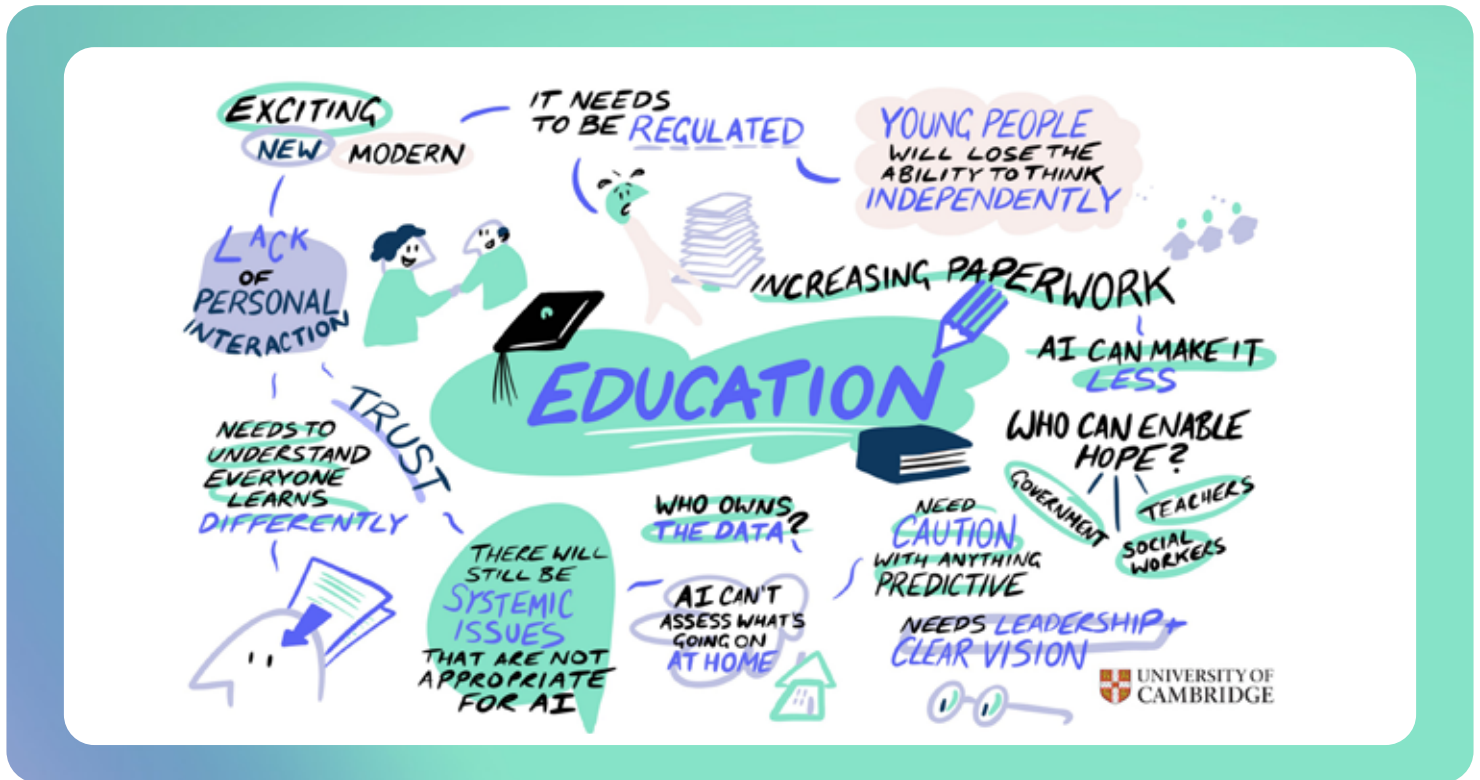 EXCITING
NEW MODERN
IT NEEDS
TO BE REGULATED
YOUNG PEOPLE
WILL LOSE THE
ABILITY TO THINK
INDEPENDENTLY
LACK
OF
PERSONAL
INTERACTION
INCREASING PAPERWORK
AI CAN MAKE IT
LESS
EDUCATION
TRUST
NEEDS TO
UNDERSTAND
EVERYONE
LEARNS
DIFFERENTLY
WHO CAN ENABLE
HOPE?
GOVERNMENT
TEACHERS
SOCIAL
WORKERS
THERE WILL
STILL BE
SYSTEMIC
ISSUES
THAT ARE NOT
APPROPRIATE
FOR AI
WHO OWNS
THE DATA?
AI CAN'T
ASSESS WHAT'S
GOING ON
AT HOME
NEED
CAUTION
WITH ANYTHING
PREDICTIVE
NEEDS LEADERSHIP +
CLEAR VISION
UNIVERSITY OF
CAMBRIDGE